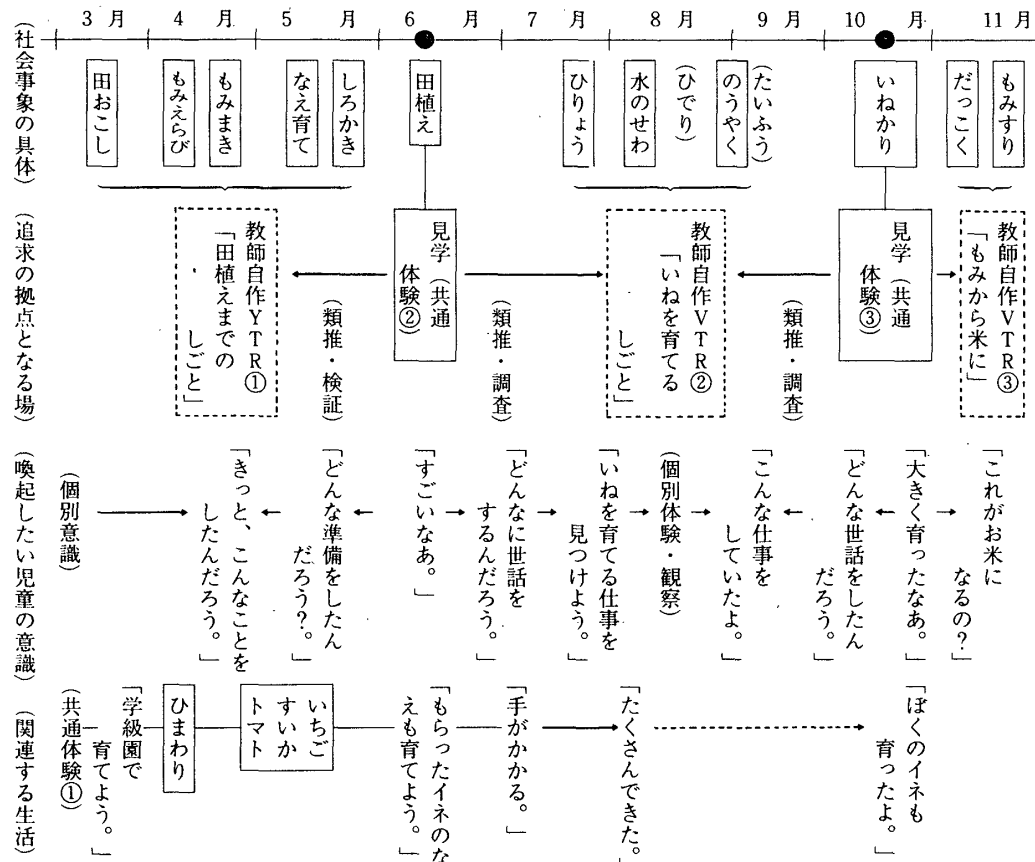 3月
4月
5月
6月
7月
8月
9月
10月
11月
(社会事象の具体)
田おこし
もみえらび
もみまき
なえ育て
しろかき
田植え
ひりょう
水のせわ
(ひでり)
のうやく
(たいふう)
いねかり
だっこく
もみすり
(追求の拠点となる場)
教師自作YTR①
「田植えまでの
しごと」
(類推・検証)
見学(共通
体験②)
(類推・調査)
教師自作VTR②
「いねを育てる
しごと」
(類推・調査)
見学(共通
体験③)
教師自作VTR③
「もみから米に」
(喚起したい児童の意識)
(個別意識)
「きっと、こんなことを
したんだろう。」
「どんな準備をしたん
だろう?。」
「すごいなあ。」
「どんなに世話を
するんだろう。」
「いねを育てる仕事を
見つけよう。」
(個別体験・観察)
「こんな仕事を
していたよ。」
「どんな世話をしたん
だろう。」
「大きく育ったなあ。」
「これがお米に
なるの?」
(関連する生活)
(共通体験①)
「学級園で
育てよう。」
ひまわり
いちご
すいか
トマト
「もらったイネのな
えも育てよう。」
「手がかかる。」
「たくさんできた。」
「ぼくのイネも
育ったよ。」